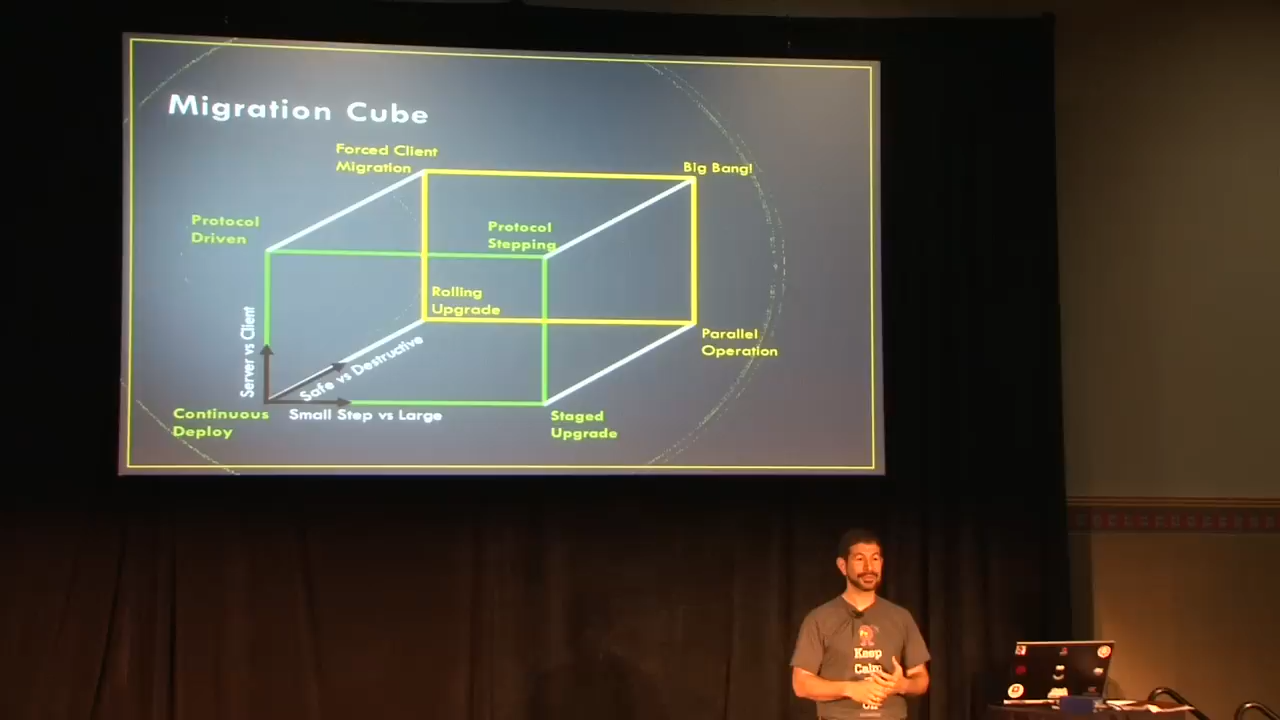 Migration Cube
Forced Client
Migration
Big Bang!
Protocol
Driven
Protocol
Stepping
Rolling
Upgrade
Parallel
Operation
Server vs Client
Safe vs Destructive
Small Step vs Large
Continuous
Deploy
Staged
Upgrade
Keep
Calm
On